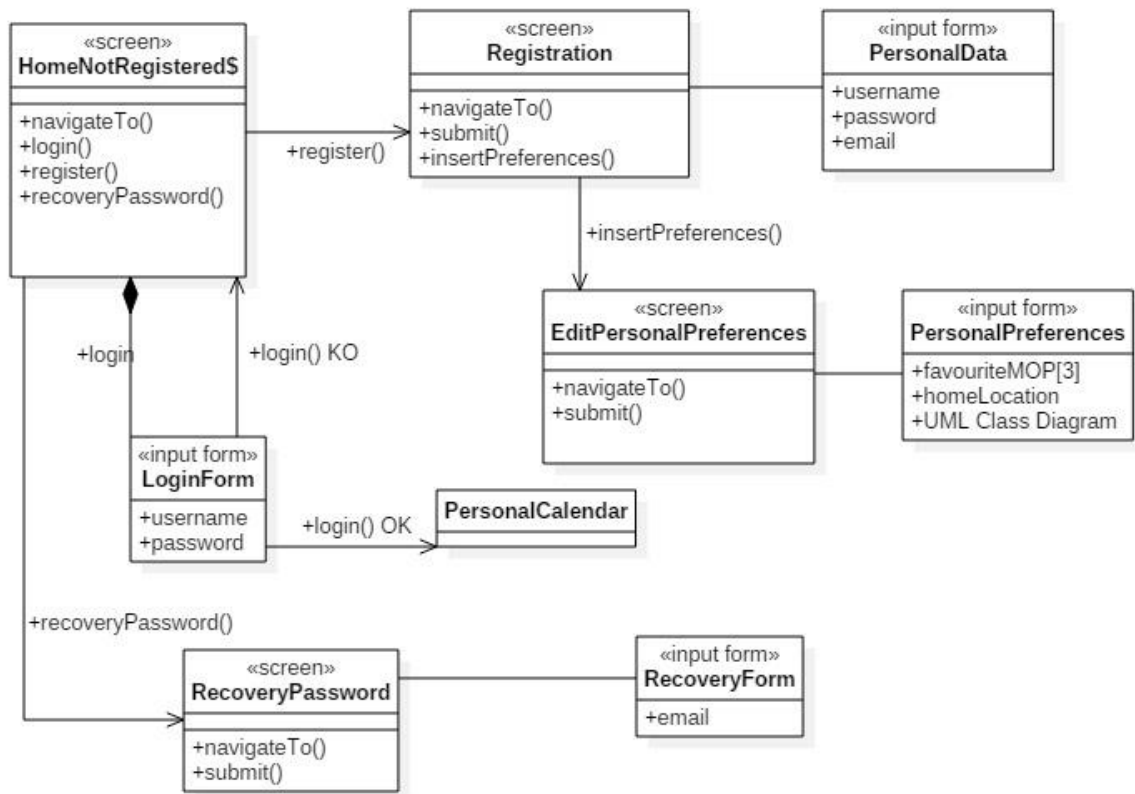 «screen»
HomeNotRegistered$
+navigateTo()
+login()
+register()
+recoveryPassword()
+register()
«screen»
Registration
+navigateTo()
+submit()
+insertPreferences()
«input form»
PersonalData
+username
+password
+email
+insertPreferences()
«screen»
EditPersonalPreferences
+navigateTo()
+submit()
«input form»
PersonalPreferences
+favouriteMOP[3]
+homeLocation
+UML Class Diagram
+login
+login() KO
«input form»
LoginForm
+username
+password
+login() OK
PersonalCalendar
+recoveryPassword()
«screen»
RecoveryPassword
+navigateTo()
+submit()
«input form»
RecoveryForm
+email